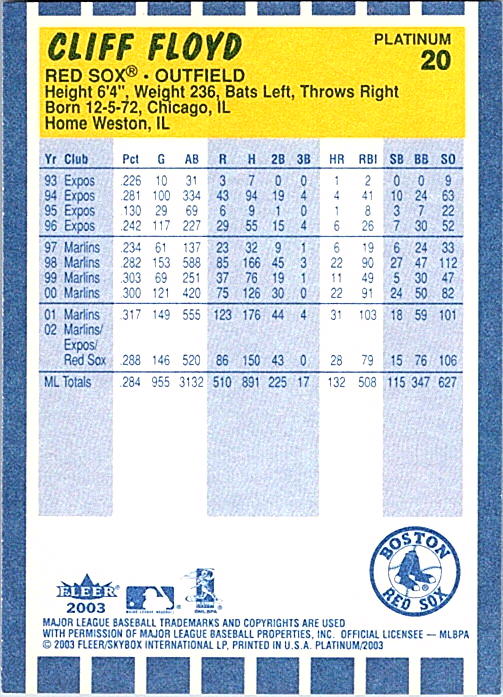 CLIFF FLOYD
PLATINUM
20
RED SOX® · OUTFIELD
Height 6'4", Weight 236, Bats Left, Throws Right
Born 12-5-72, Chicago, IL
Home Weston, IL
Yr Club Pct G AB R H 2B 3B HR RBI SB BB SO
93 Expos .226 10 31 3 7 0 0 1 2 0 0 9
94 Expos .281 100 334 43 94 19 4 4 41 10 24 63
95 Expos .130 29 69 6 9 1 0 1 8 3 7 22
96 Expos .242 117 227 29 55 15 4 6 26 7 30 52
97 Marlins .234 61 137 23 32 9 1 6 19 6 24 33
98 Marlins .282 153 588 85 166 45 3 22 90 27 47 112
99 Marlins .303 69 251 37 76 19 1 11 49 5 30 47
00 Marlins .300 121 420 75 126 30 0 22 91 24 50 82
01 Marlins .317 149 555 123 176 44 4 31 103 18 59 101
02 Marlins/
Expos/
Red Sox .288 146 520 86 150 43 0 28 79 15 76 106
ML Totals .284 955 3132 510 891 225 17 132 508 115 347 627
BOSTON
RED SOX
FLEER
2003
MAJOR LEAGUE BASEBALL TRADEMARKS AND COPYRIGHTS ARE USED
WITH PERMISSION OF MAJOR LEAGUE BASEBALL PROPERTIES, INC. OFFICIAL LICENSEE — MLBPA
© 2003 FLEER/SKYBOX INTERNATIONAL LP, PRINTED IN U.S.A. PLATINUM/2003